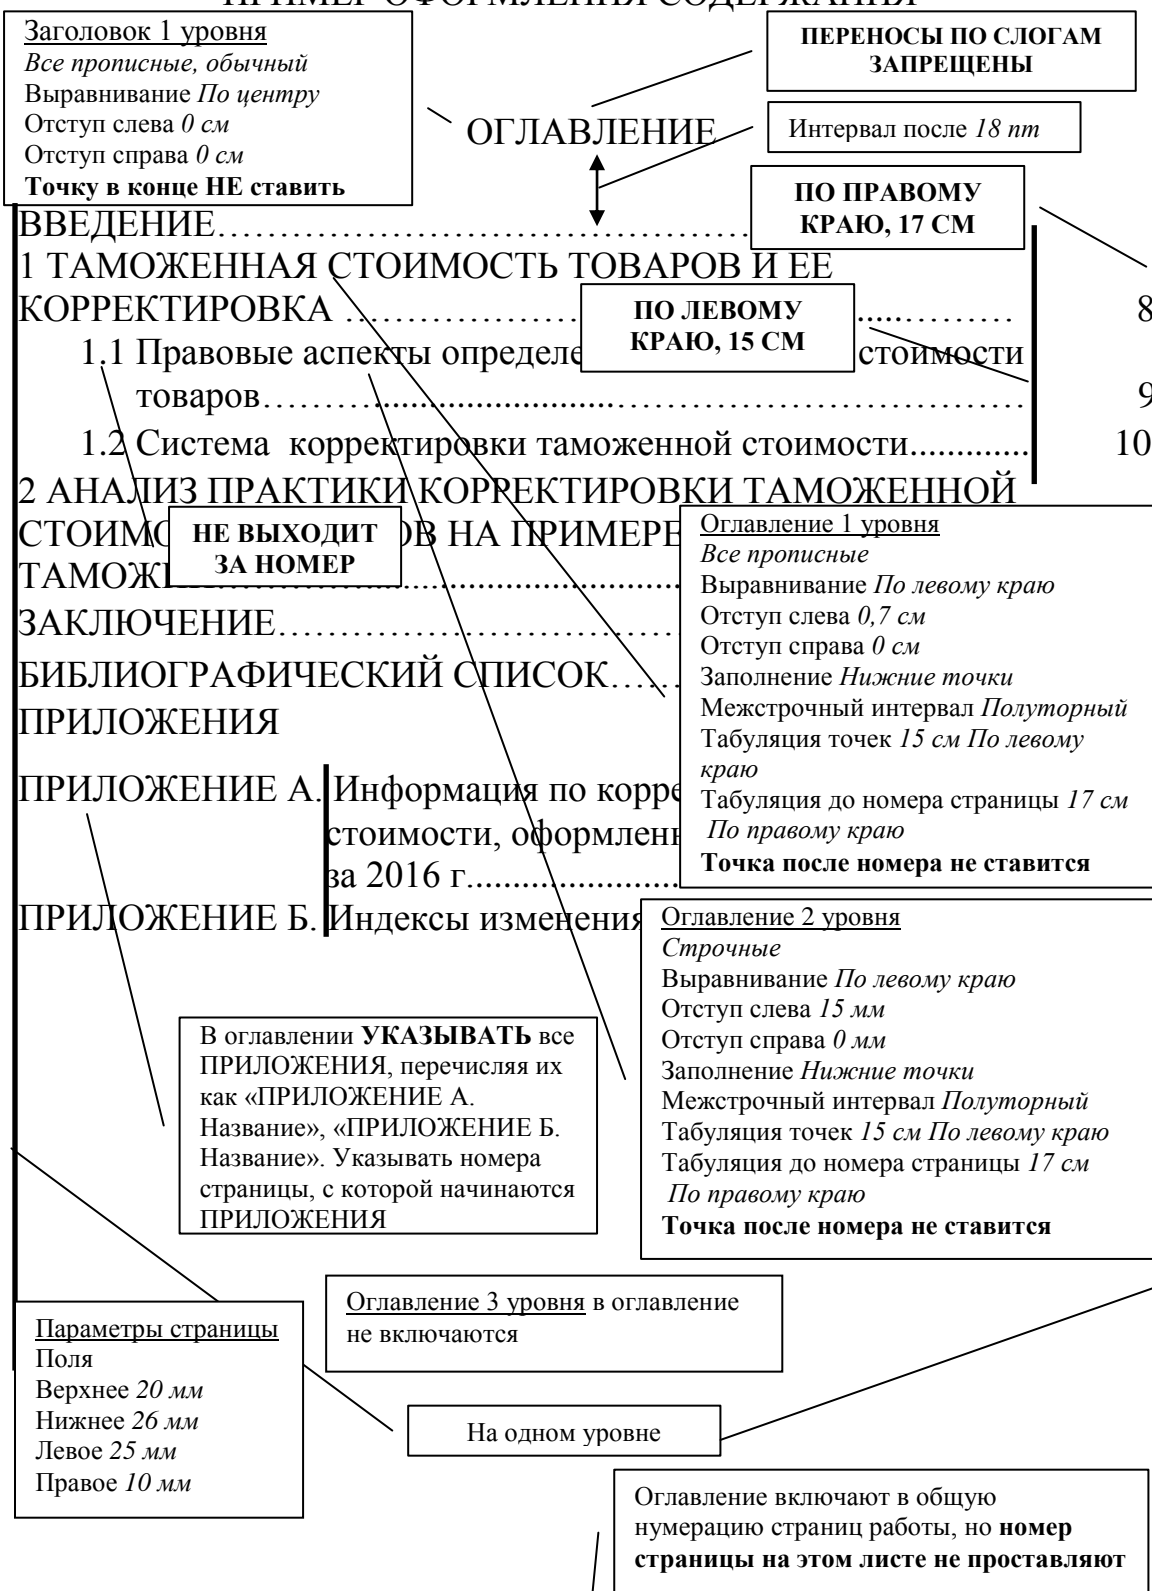 ПРИМЕР ОФОРМЛЕНИЯ СОДЕРЖАНИЯ
Заголовок 1 уровня
Все прописные, обычный
Выравнивание По центру
Отступ слева 0 см
Отступ справа 0 см
Точку в конце НЕ ставить
ПЕРЕНОСЫ ПО СЛОГАМ
ЗАПРЕЩЕНЫ
ОГЛАВЛЕНИЕ
Интервал после 18 пт
ПО ПРАВОМУ
КРАЮ, 17 СМ
ВВЕДЕНИЕ……………………………………
1 ТАМОЖЕННАЯ СТОИМОСТЬ ТОВАРОВ И ЕЕ
КОРРЕКТИРОВКА ………………………......……… 8
ПО ЛЕВОМУ
КРАЮ, 15 СМ
1.1 Правовые аспекты определе стоимости
товаров………...........................…………………………… 9
1.2 Система корректировки таможенной стоимости............. 10
2 АНАЛИЗ ПРАКТИКИ КОРРЕКТИРОВКИ ТАМОЖЕННОЙ
СТОИМО ОВ НА ПРИМЕРЕ
ТАМОЖ
НЕ ВЫХОДИТ
ЗА НОМЕР
ЗАКЛЮЧЕНИЕ…………………………
БИБЛИОГРАФИЧЕСКИЙ СПИСОК……
ПРИЛОЖЕНИЯ
ПРИЛОЖЕНИЕ А. Информация по корре
стоимости, оформленн
за 2016 г.......................
ПРИЛОЖЕНИЕ Б. Индексы изменения
Оглавление 1 уровня
Все прописные
Выравнивание По левому краю
Отступ слева 0,7 см
Отступ справа 0 см
Заполнение Нижние точки
Межстрочный интервал Полуторный
Табуляция точек 15 см По левому
краю
Табуляция до номера страницы 17 см
По правому краю
Точка после номера не ставится
Оглавление 2 уровня
Строчные
Выравнивание По левому краю
Отступ слева 15 мм
Отступ справа 0 мм
Заполнение Нижние точки
Межстрочный интервал Полуторный
Табуляция точек 15 см По левому краю
Табуляция до номера страницы 17 см
По правому краю
Точка после номера не ставится
В оглавлении УКАЗЫВАТЬ все
ПРИЛОЖЕНИЯ, перечисляя их
как «ПРИЛОЖЕНИЕ А.
Название», «ПРИЛОЖЕНИЕ Б.
Название». Указывать номера
страницы, с которой начинаются
ПРИЛОЖЕНИЯ
Оглавление 3 уровня в оглавление
не включаются
Параметры страницы
Поля
Верхнее 20 мм
Нижнее 26 мм
Левое 25 мм
Правое 10 мм
На одном уровне
Оглавление включают в общую
нумерацию страниц работы, но номер
страницы на этом листе не проставляют